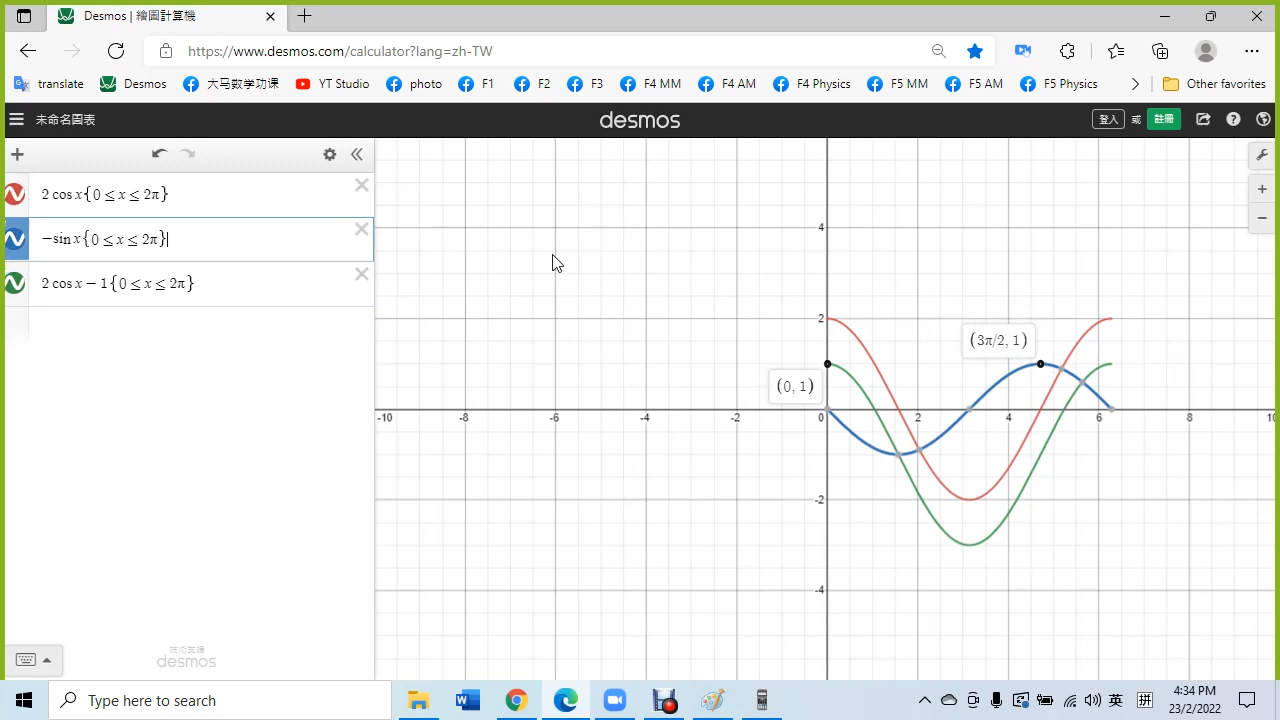 Desmos | 繪圖計算機
https://www.desmos.com/calculator?lang=zh-TW
translate Desmos 大马数学功课 YT Studio photo F1 F2 F3 F4 MM F4 AM F4 Physics F5 MM F5 AM F5 Physics Other favorites
未命名圖表 desmos 登入 或 註冊
2 cos x{0 ≤ x ≤ 2π}
−sin x{0 ≤ x ≤ 2π}
2 cos x − 1{0 ≤ x ≤ 2π}
4
2
(3π/2, 1)
(0, 1)
-10 -8 -6 -4 -2 0 2 4 6 8 10
-2
-4
技術支援
desmos
Type here to search
英 拼
4:34 PM
23/2/2022